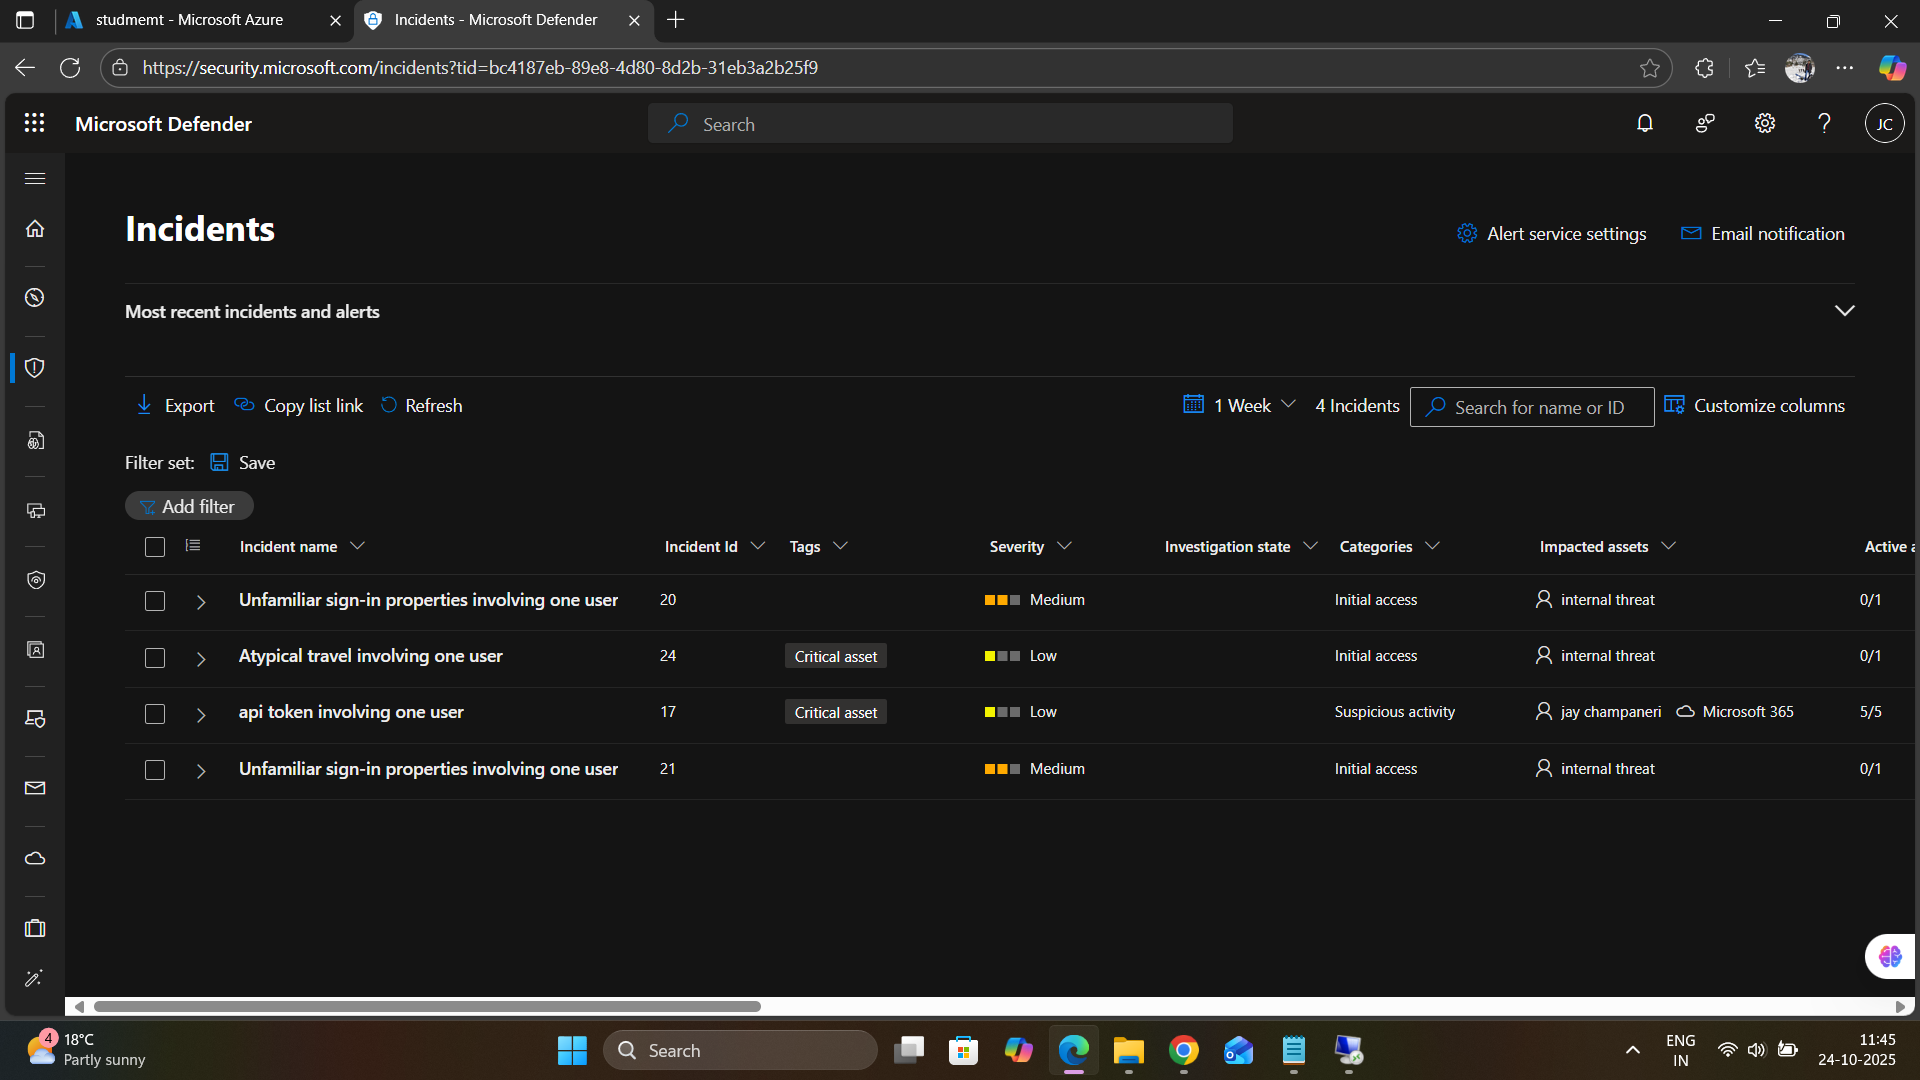 studmemt - Microsoft Azure
Incidents - Microsoft Defender
https://security.microsoft.com/incidents?tid=bc4187eb-89e8-4d80-8d2b-31eb3a2b25f9
Microsoft Defender
Search
JC
Incidents
Alert service settings
Email notification
Most recent incidents and alerts
Export
Copy list link
Refresh
1 Week
4 Incidents
Search for name or ID
Customize columns
Filter set:
Save
Add filter
Incident name Incident Id Tags Severity Investigation state Categories Impacted assets Active a
Unfamiliar sign-in properties involving one user 20 Medium Initial access internal threat 0/1
Atypical travel involving one user 24 Critical asset Low Initial access internal threat 0/1
api token involving one user 17 Critical asset Low Suspicious activity jay champaneri Microsoft 365 5/5
Unfamiliar sign-in properties involving one user 21 Medium Initial access internal threat 0/1
4
18°C
Partly sunny
Search
ENG
IN
11:45
24-10-2025